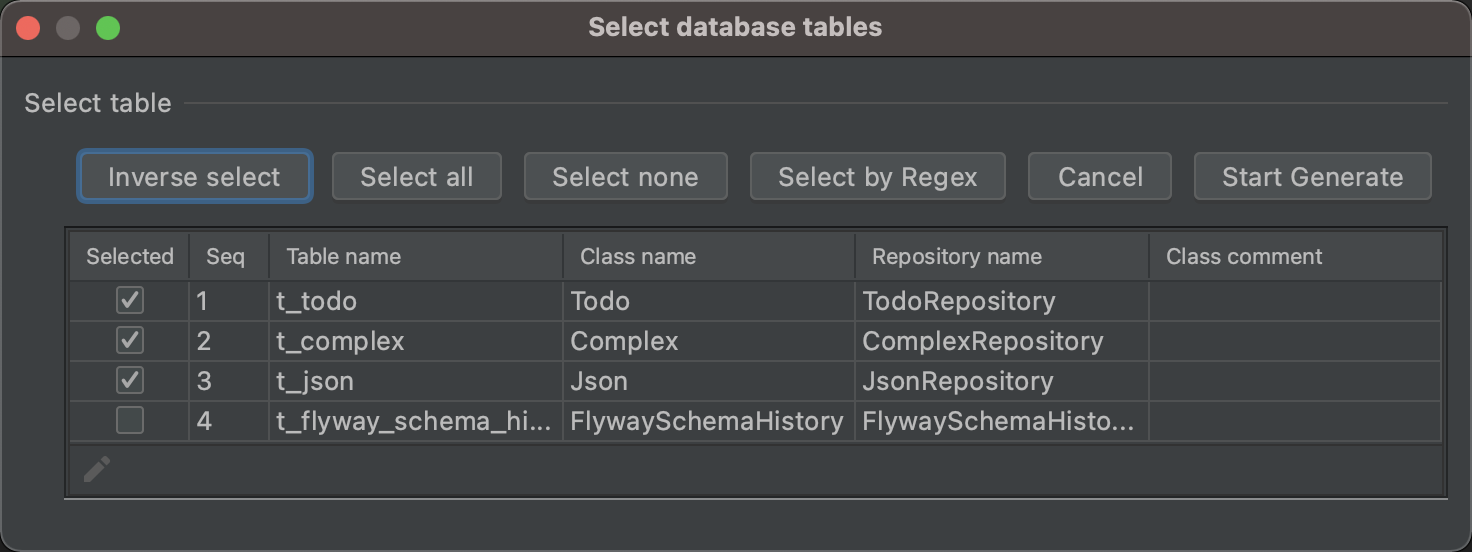 Select database tables
Select table
Inverse select Select all Select none Select by Regex Cancel Start Generate
Selected Seq Table name Class name Repository name Class comment
1 t_todo Todo TodoRepository
2 t_complex Complex ComplexRepository
3 t_json Json JsonRepository
4 t_flyway_schema_hi... FlywaySchemaHistory FlywaySchemaHisto...